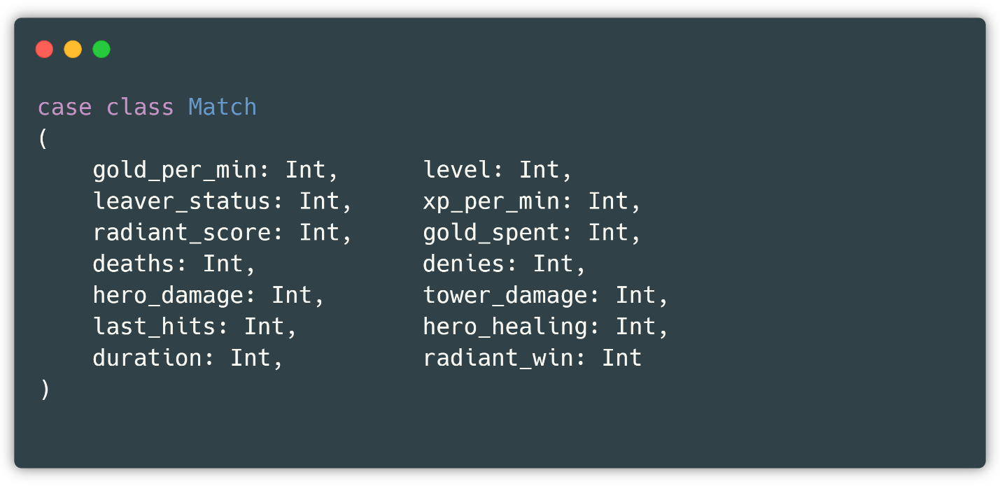 case class Match
(
    gold_per_min: Int,      level: Int,
    leaver_status: Int,     xp_per_min: Int,
    radiant_score: Int,     gold_spent: Int,
    deaths: Int,            denies: Int,
    hero_damage: Int,       tower_damage: Int,
    last_hits: Int,         hero_healing: Int,
    duration: Int,          radiant_win: Int
)